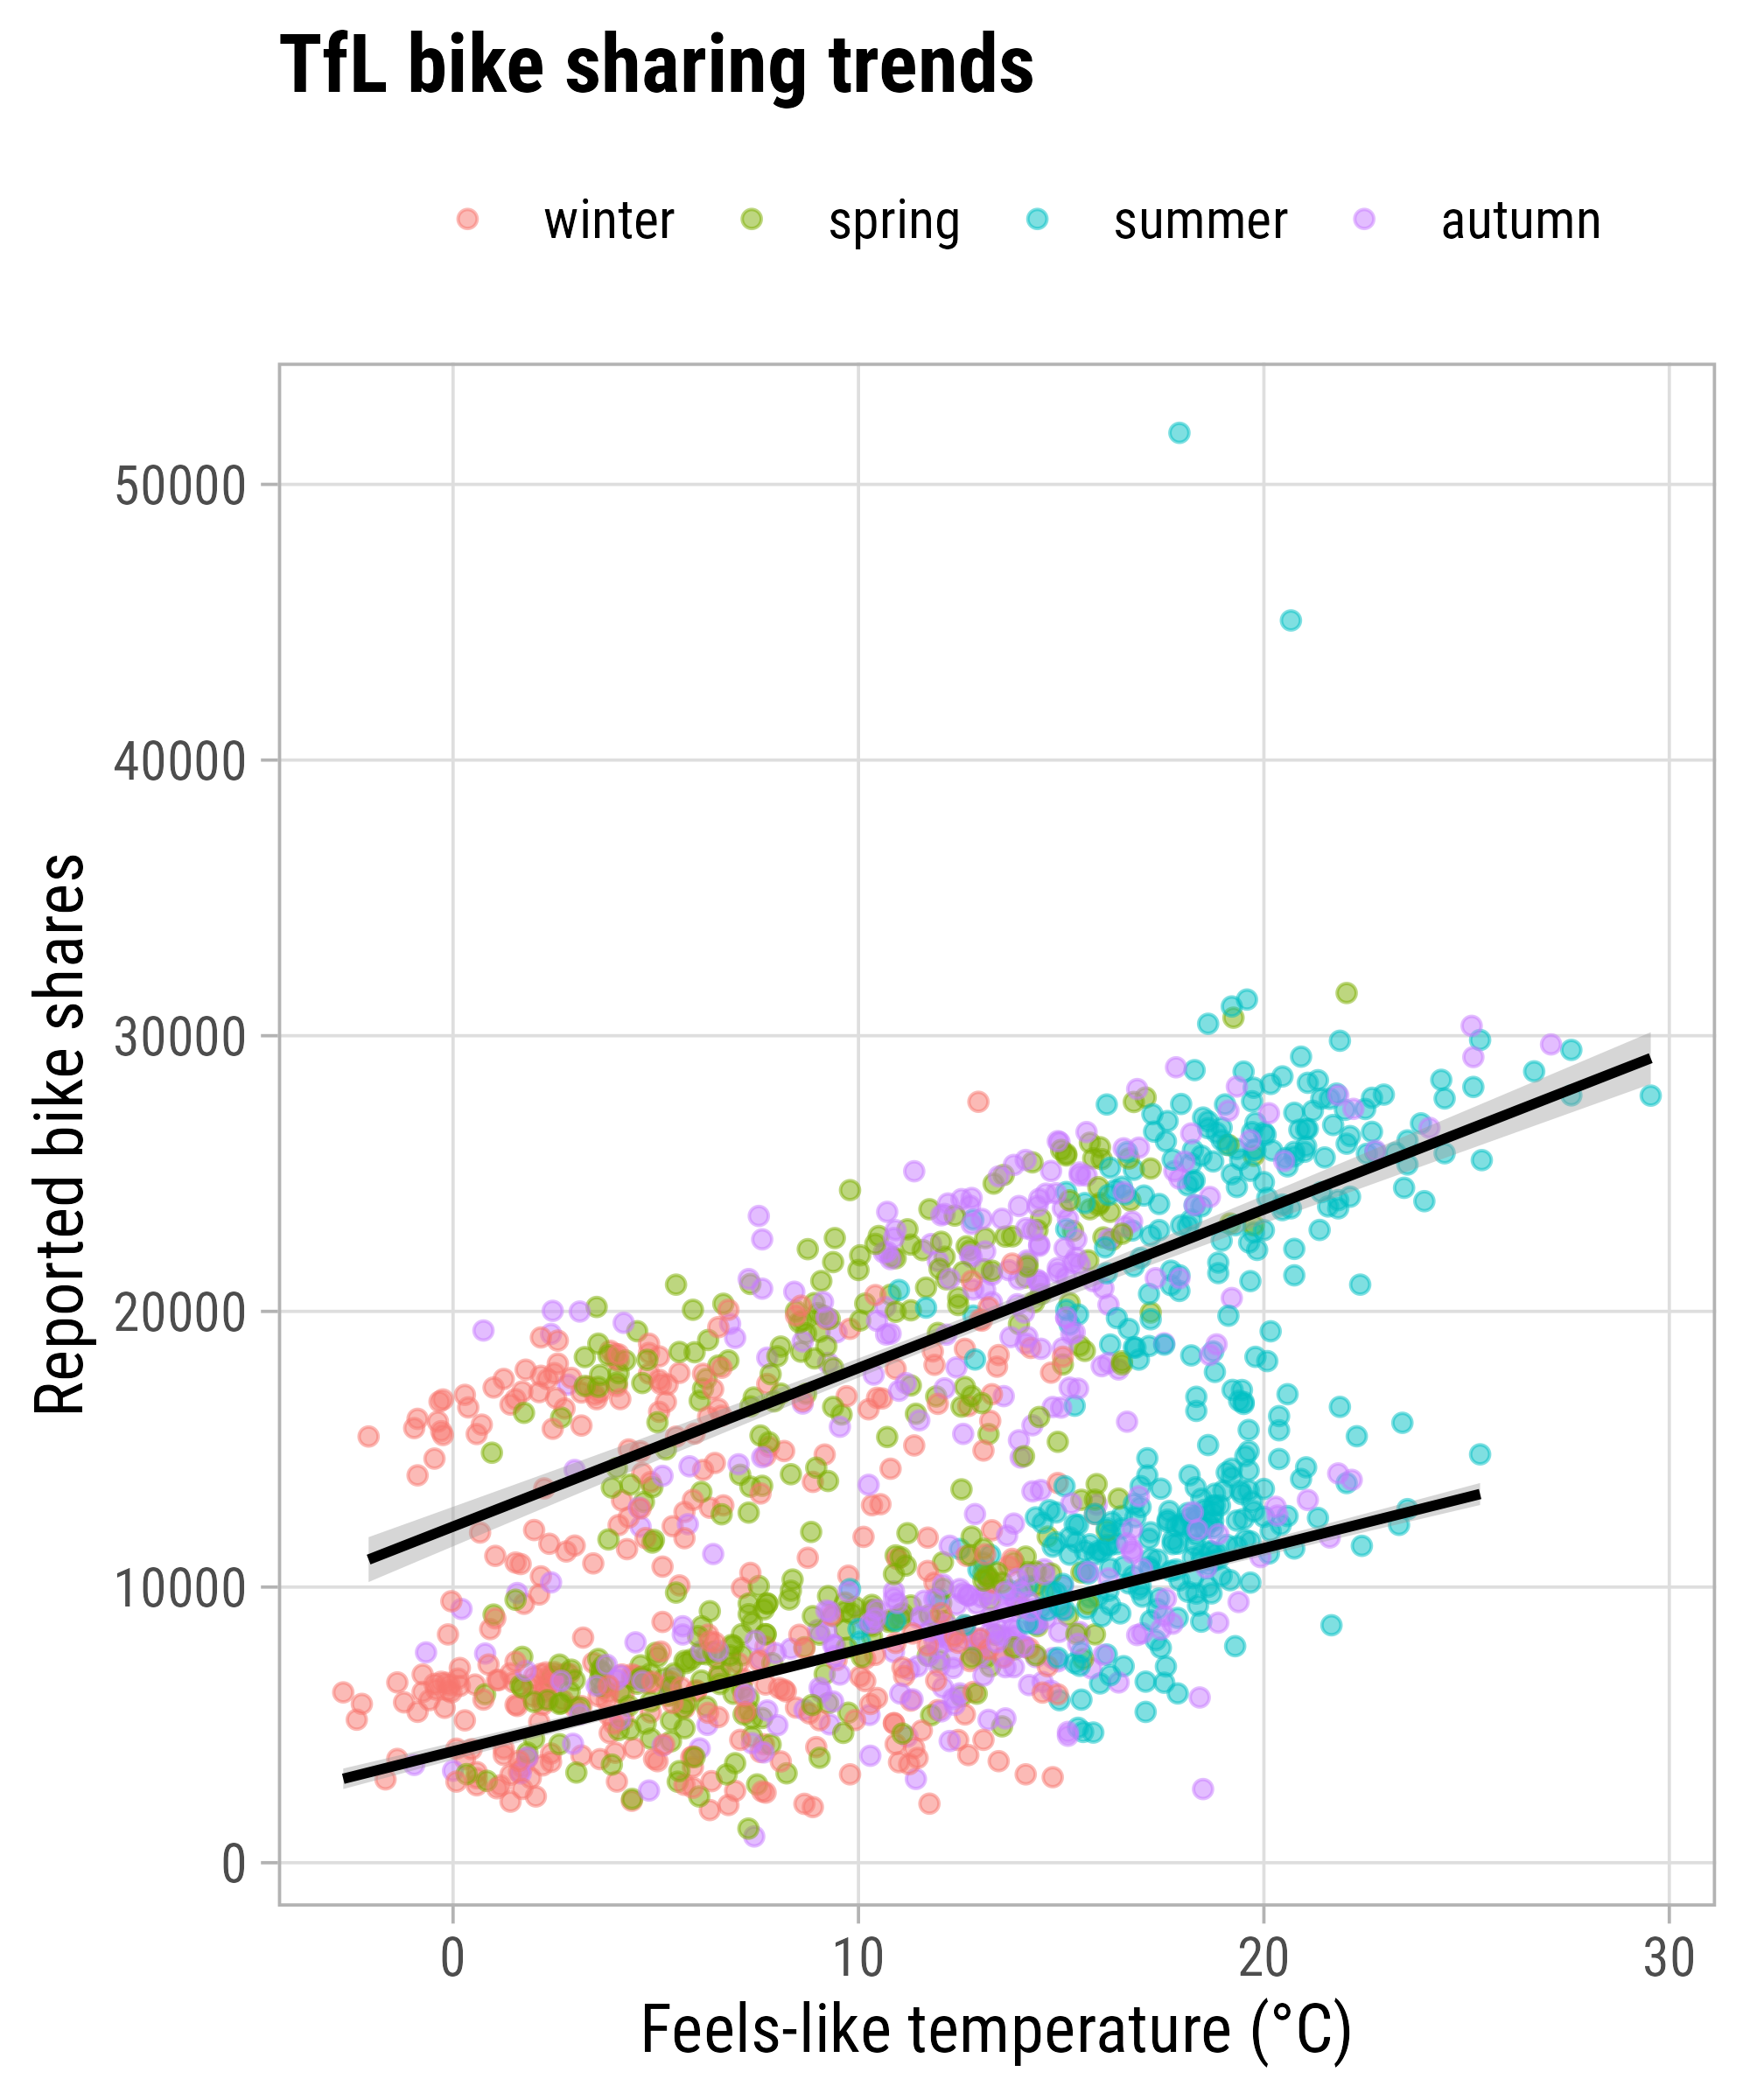 TfL bike sharing trends
winter spring summer autumn
50000
40000
30000
20000
10000
0
Reported bike shares
0 10 20 30
Feels-like temperature (°C)